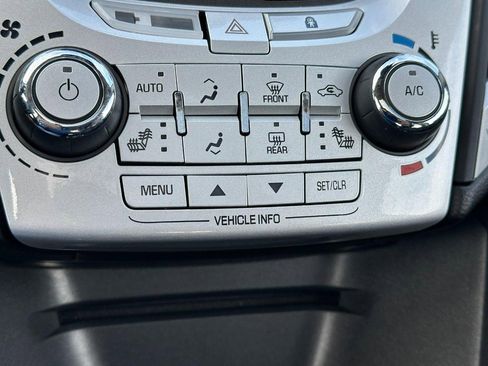 AUTO
FRONT
A/C
REAR
MENU
SET/CLR
VEHICLE INFO